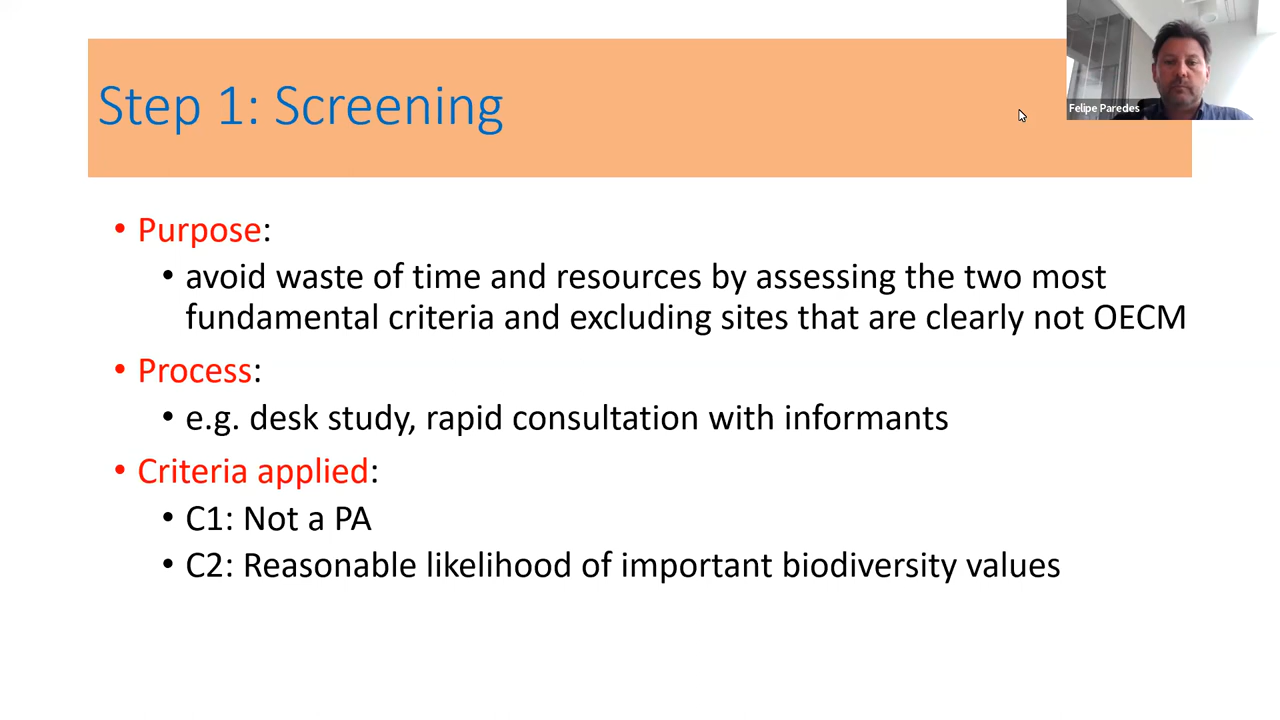 Step 1: Screening
Felipe Paredes
• Purpose:
• avoid waste of time and resources by assessing the two most
fundamental criteria and excluding sites that are clearly not OECM
• Process:
• e.g. desk study, rapid consultation with informants
• Criteria applied:
• C1: Not a PA
• C2: Reasonable likelihood of important biodiversity values